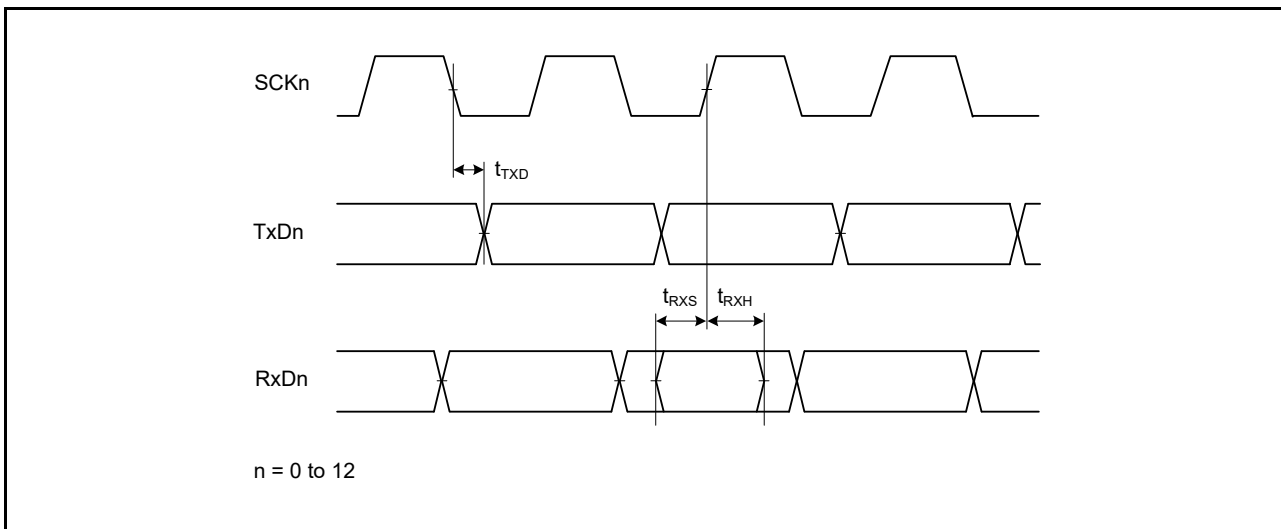 SCKn
tTXD
TxDn
tRXS tRXH
RxDn
n = 0 to 12